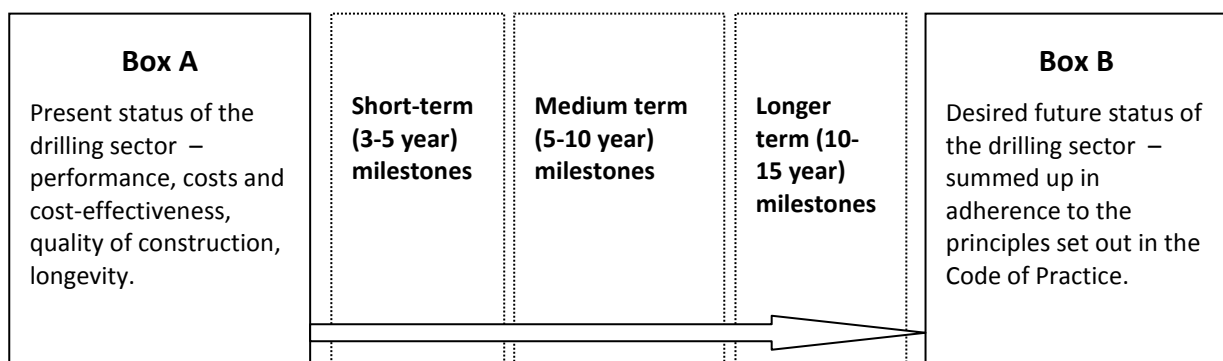 Box A
Present status of the
drilling sector –
performance, costs and
cost-effectiveness,
quality of construction,
longevity.
Short-term
(3-5 year)
milestones
Medium term
(5-10 year)
milestones
Longer
term (10-
15 year)
milestones
Box B
Desired future status of
the drilling sector –
summed up in
adherence to the
principles set out in the
Code of Practice.